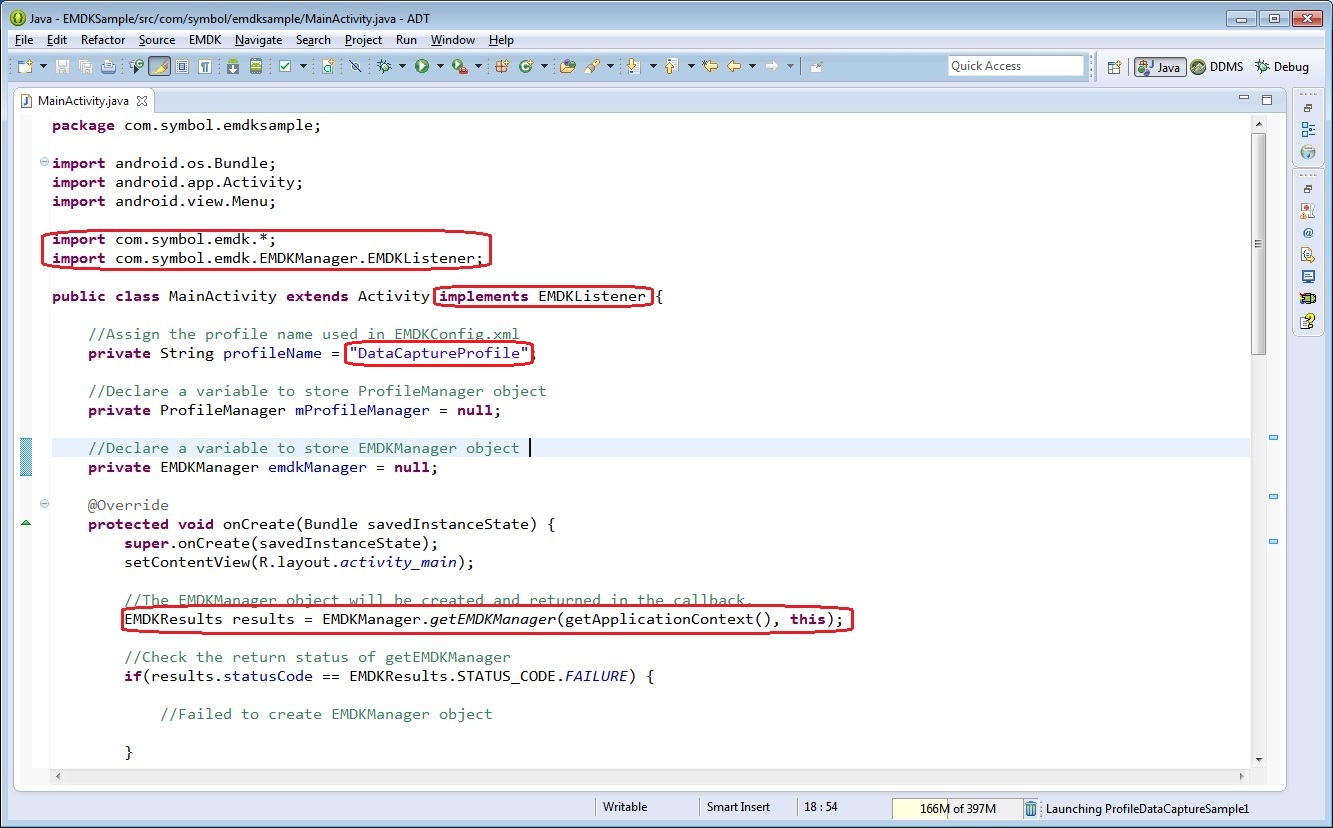 Java - EMDKSample/src/com/symbol/emdksample/MainActivity.java - ADT
File Edit Refactor Source EMDK Navigate Search Project Run Window Help
Quick Access
Java DDMS Debug
MainActivity.java
package com.symbol.emdksample;
import android.os.Bundle;
import android.app.Activity;
import android.view.Menu;
import com.symbol.emdk.*;
import com.symbol.emdk.EMDKManager.EMDKListener;
public class MainActivity extends Activity implements EMDKListener {
//Assign the profile name used in EMDKConfig.xml
private String profileName = "DataCaptureProfile";
//Declare a variable to store ProfileManager object
private ProfileManager mProfileManager = null;
//Declare a variable to store EMDKManager object
private EMDKManager emdkManager = null;
@Override
protected void onCreate(Bundle savedInstanceState) {
super.onCreate(savedInstanceState);
setContentView(R.layout.activity_main);
//The EMDKManager object will be created and returned in the callback.
EMDKResults results = EMDKManager.getEMDKManager(getApplicationContext(), this);
//Check the return status of getEMDKManager
if(results.statusCode == EMDKResults.STATUS_CODE.FAILURE) {
//Failed to create EMDKManager object
}
Writable Smart Insert 18 : 54 166M of 397M Launching ProfileDataCaptureSample1